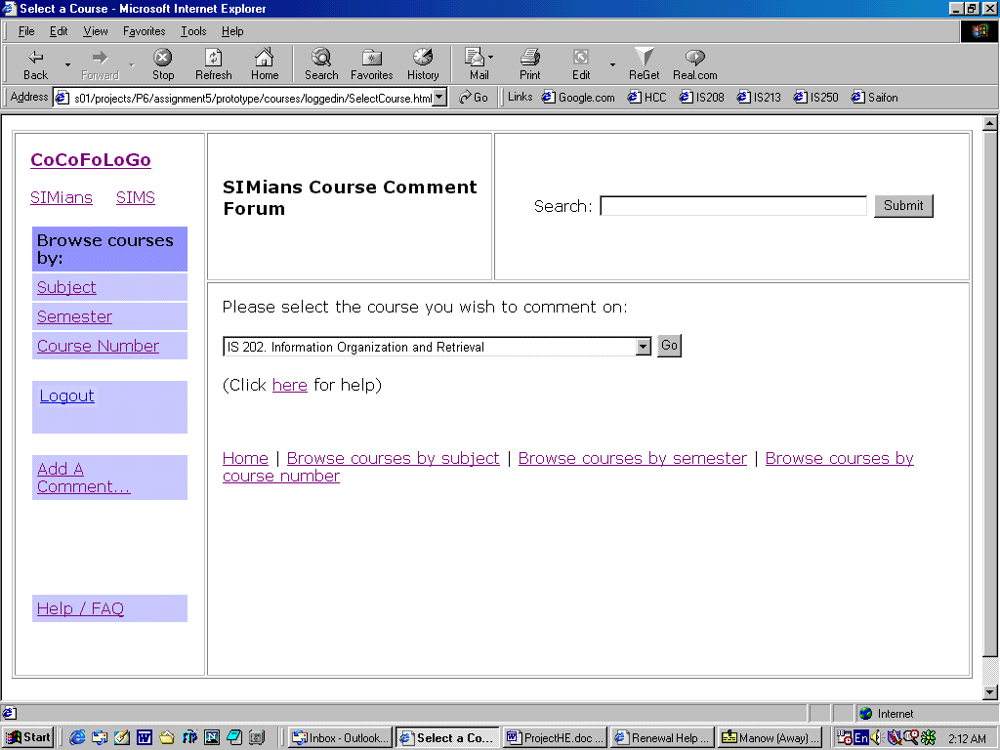 Select a Course - Microsoft Internet Explorer
File Edit View Favorites Tools Help
Back Forward Stop Refresh Home Search Favorites History Mail Print Edit ReGet Real.com
Address s01/projects/P6/assignment5/prototype/courses/loggedin/SelectCourse.html Go Links Google.com HCC IS208 IS213 IS250 Saifon
CoCoFoLoGo
SIMians SIMS
Browse courses
by:
Subject
Semester
Course Number
Logout
Add A
Comment...
Help / FAQ
SIMians Course Comment
Forum
Search: Submit
Please select the course you wish to comment on:
IS 202. Information Organization and Retrieval Go
(Click here for help)
Home | Browse courses by subject | Browse courses by semester | Browse courses by
course number
Internet
Start Inbox - Outlook... Select a Co... ProjectHE.doc ... Renewal Help ... Manow (Away) ... En 2:12 AM